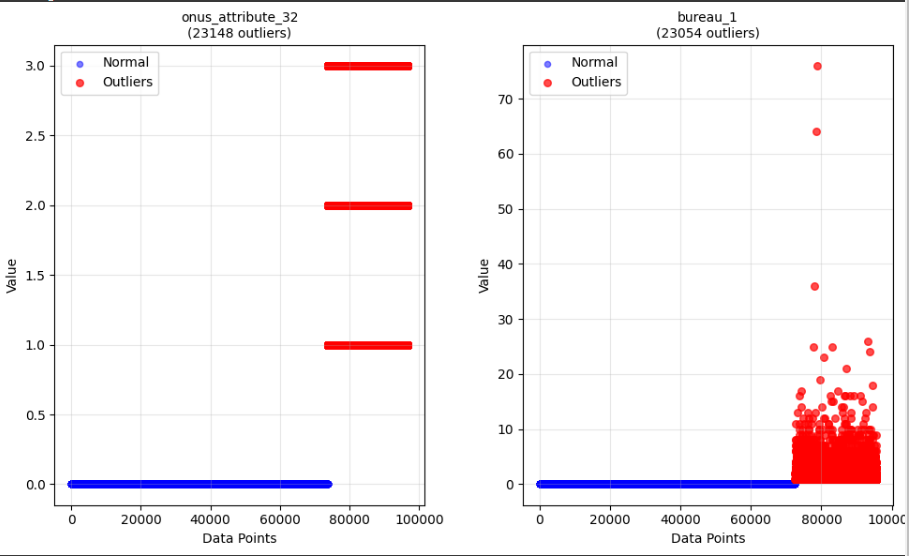 onus_attribute_32
(23148 outliers)
Normal
Outliers
3.0
2.5
2.0
1.5
1.0
0.5
0.0
Value
0
20000
40000
60000
80000
100000
Data Points
bureau_1
(23054 outliers)
Normal
Outliers
70
60
50
40
30
20
10
0
Value
0
20000
40000
60000
80000
10000
Data Points